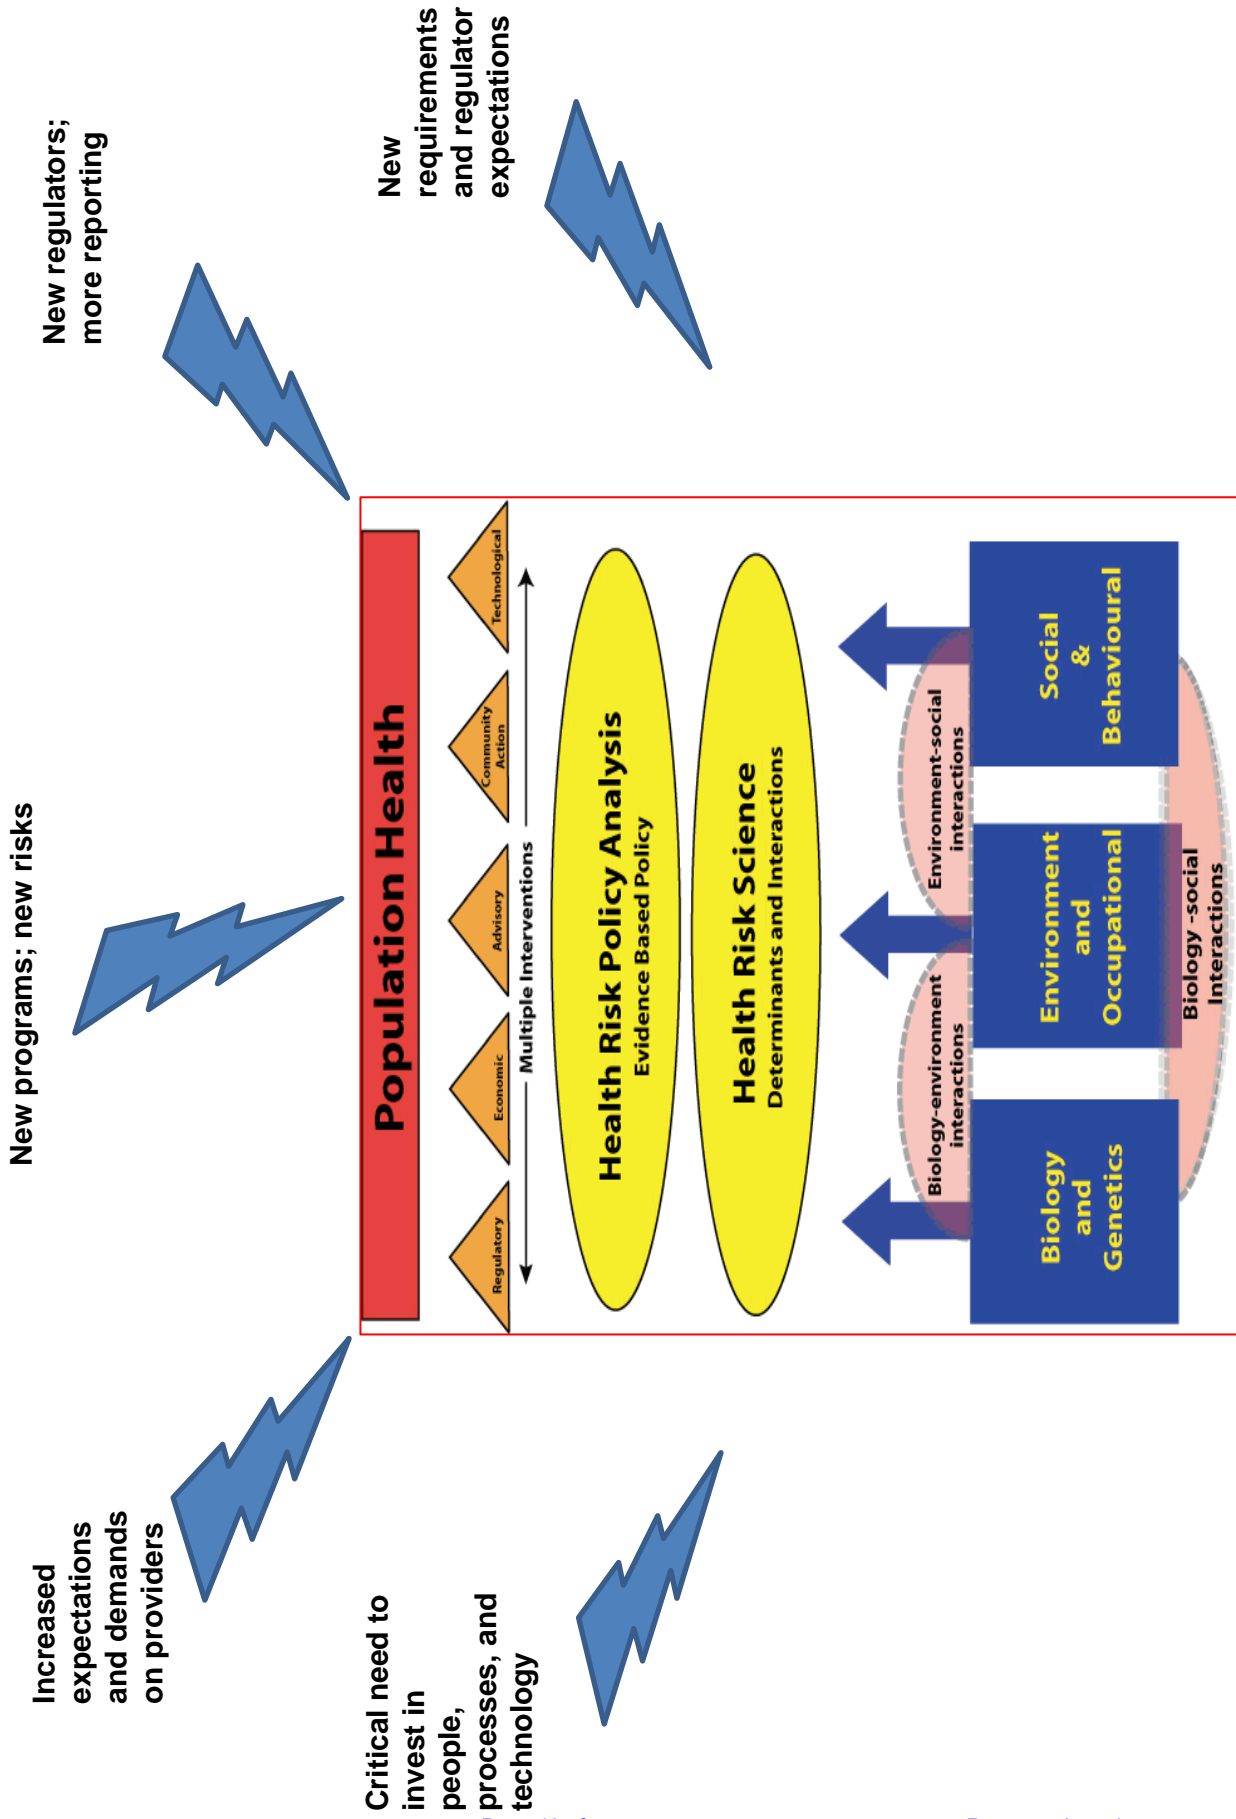 New programs; new risks
Increased
expectations
and demands
on providers
New regulators;
more reporting
Critical need to
invest in
people,
processes, and
technology
New
requirements
and regulator
expectations
Population Health
Regulatory
Economic
Advisory
Community
Action
Technological
Multiple Interventions
Health Risk Policy Analysis
Evidence Based Policy
Health Risk Science
Determinants and Interactions
Biology-environment
interactions
Environment-social
interactions
Biology
and
Genetics
Environment
and
Occupational
Social
&
Behavioural
Biology -social
Interactions